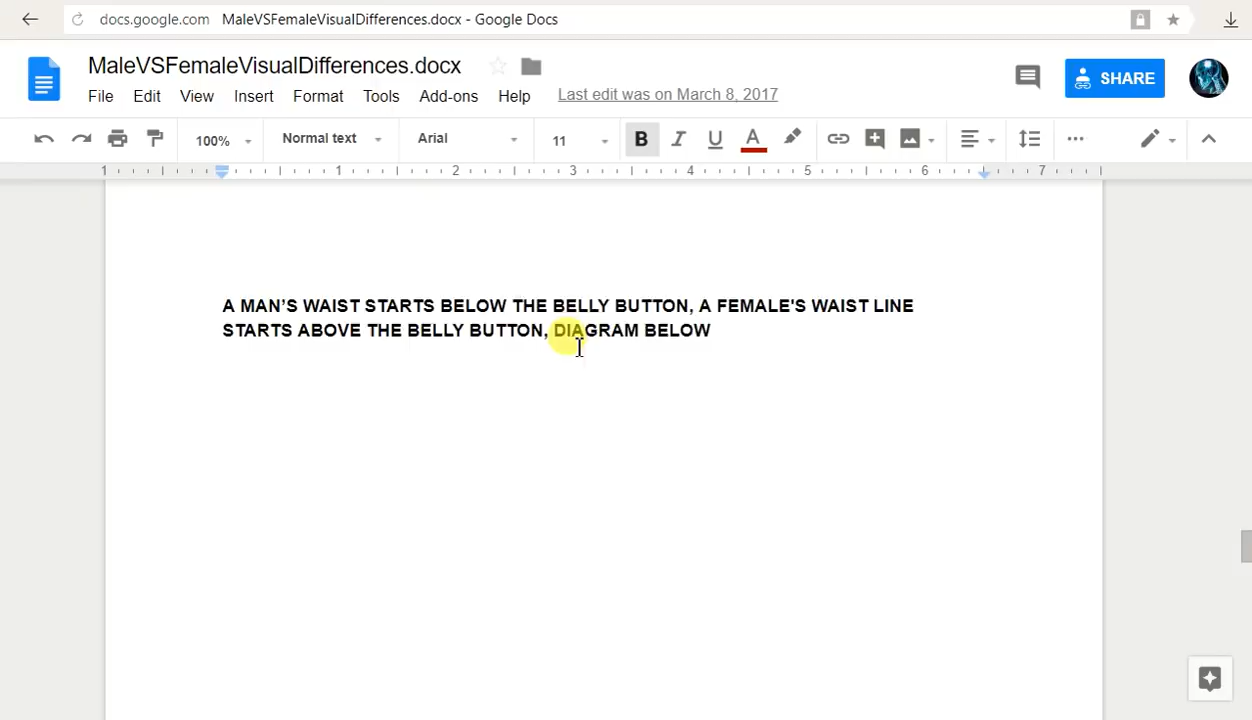 docs.google.com MaleVSFemaleVisualDifferences.docx - Google Docs
MaleVSFemaleVisualDifferences.docx
SHARE
File Edit View Insert Format Tools Add-ons Help Last edit was on March 8, 2017
100% Normal text Arial 11 B I U A
1 1 2 3 4 5 6 7
A MAN’S WAIST STARTS BELOW THE BELLY BUTTON, A FEMALE'S WAIST LINE
STARTS ABOVE THE BELLY BUTTON, DIAGRAM BELOW